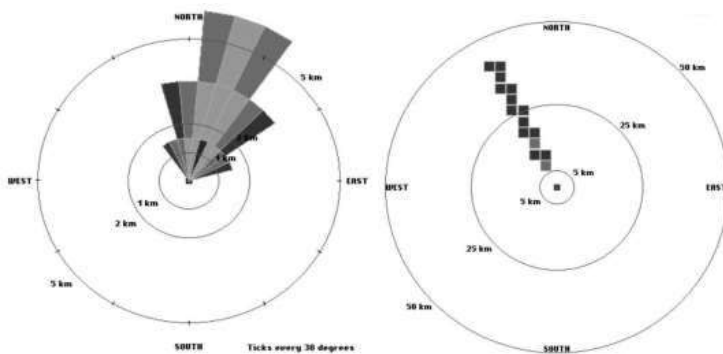 NORTH
5 km
2 km
1 km
WEST
EAST
1 km
2 km
5 km
SOUTH
Ticks every 30 degrees
NORTH
50 km
25 km
5 km
WEST
EAST
5 km
25 km
50 km
SOUTH